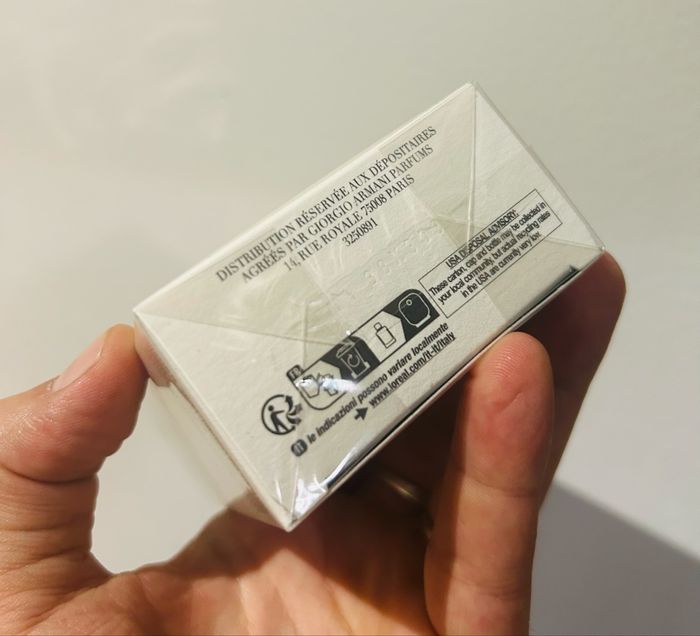 DISTRIBUTION RÉSERVÉE AUX DÉPOSITAIRES
AGRÉÉS PAR GIORGIO ARMANI PARFUMS
14, RUE ROYALE 75008 PARIS
3250891
USA DISPOSAL ADVISORY:
These carton, cap and bottle may be collected in
your local community, but actual recycling rates
in the USA are currently very low.
FR
it le indicazioni possono variare localmente
www.loreal.com/it-it/italy